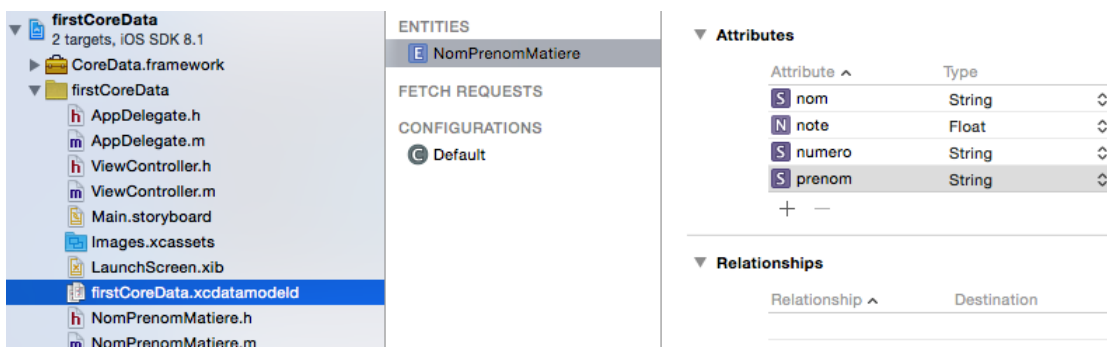 firstCoreData
2 targets, iOS SDK 8.1
CoreData.framework
firstCoreData
h AppDelegate.h
m AppDelegate.m
h ViewController.h
m ViewController.m
Main.storyboard
Images.xcassets
LaunchScreen.xib
firstCoreData.xcdatamodeld
h NomPrenomMatiere.h
m NomPrenomMatiere.m
ENTITIES
E NomPrenomMatiere
FETCH REQUESTS
CONFIGURATIONS
C Default
Attributes
Attribute Type
S nom String
N note Float
S numero String
S prenom String
+ −
Relationships
Relationship Destination